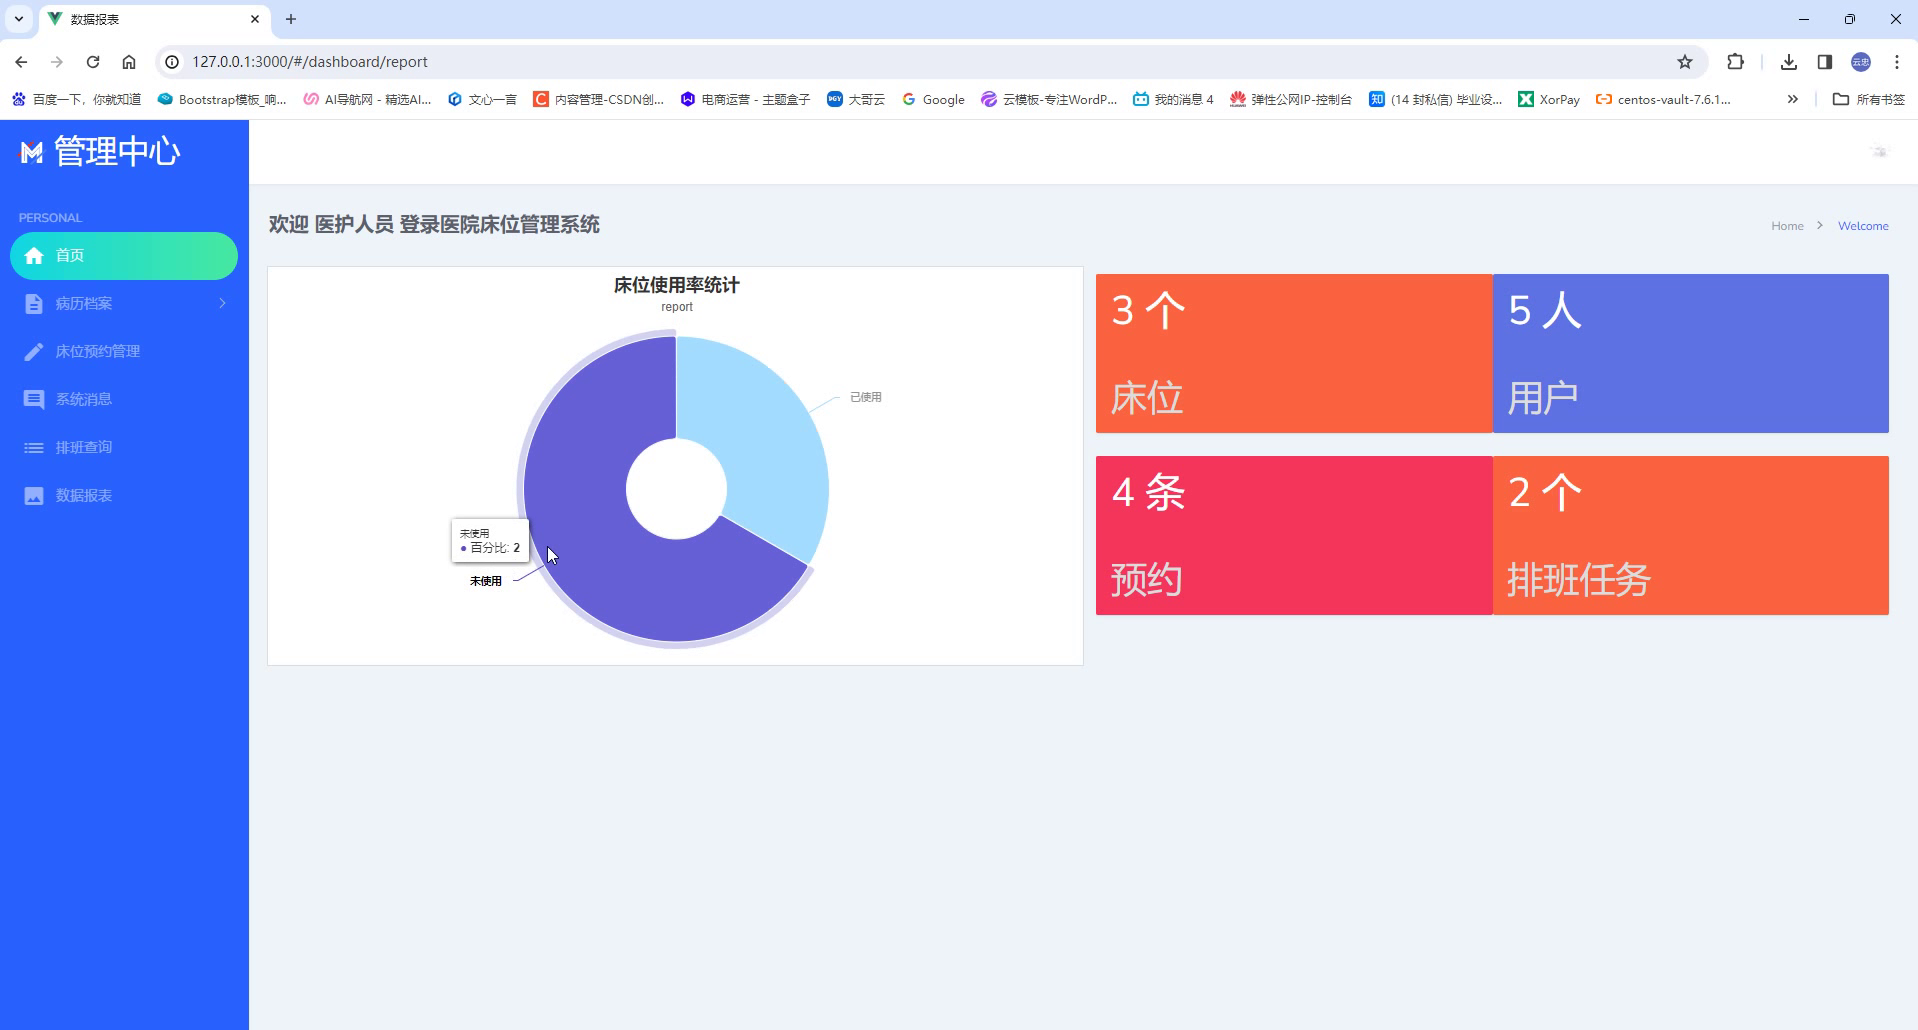 数据报表
127.0.0.1:3000/#/dashboard/report
百度一下，你就知道
Bootstrap模板_响...
AI导航网 - 精选AI...
文心一言
内容管理-CSDN创...
电商运营 - 主题盒子
大哥云
Google
云模板-专注WordP...
我的消息 4
弹性公网IP-控制台
(14 封私信) 毕业设...
XorPay
centos-vault-7.6.1...
所有书签
管理中心
PERSONAL
首页
病历档案
床位预约管理
系统消息
排班查询
数据报表
欢迎 医护人员 登录医院床位管理系统
Home
Welcome
床位使用率统计
report
已使用
未使用
百分比: 2
未使用
3 个
床位
5 人
用户
4 条
预约
2 个
排班任务